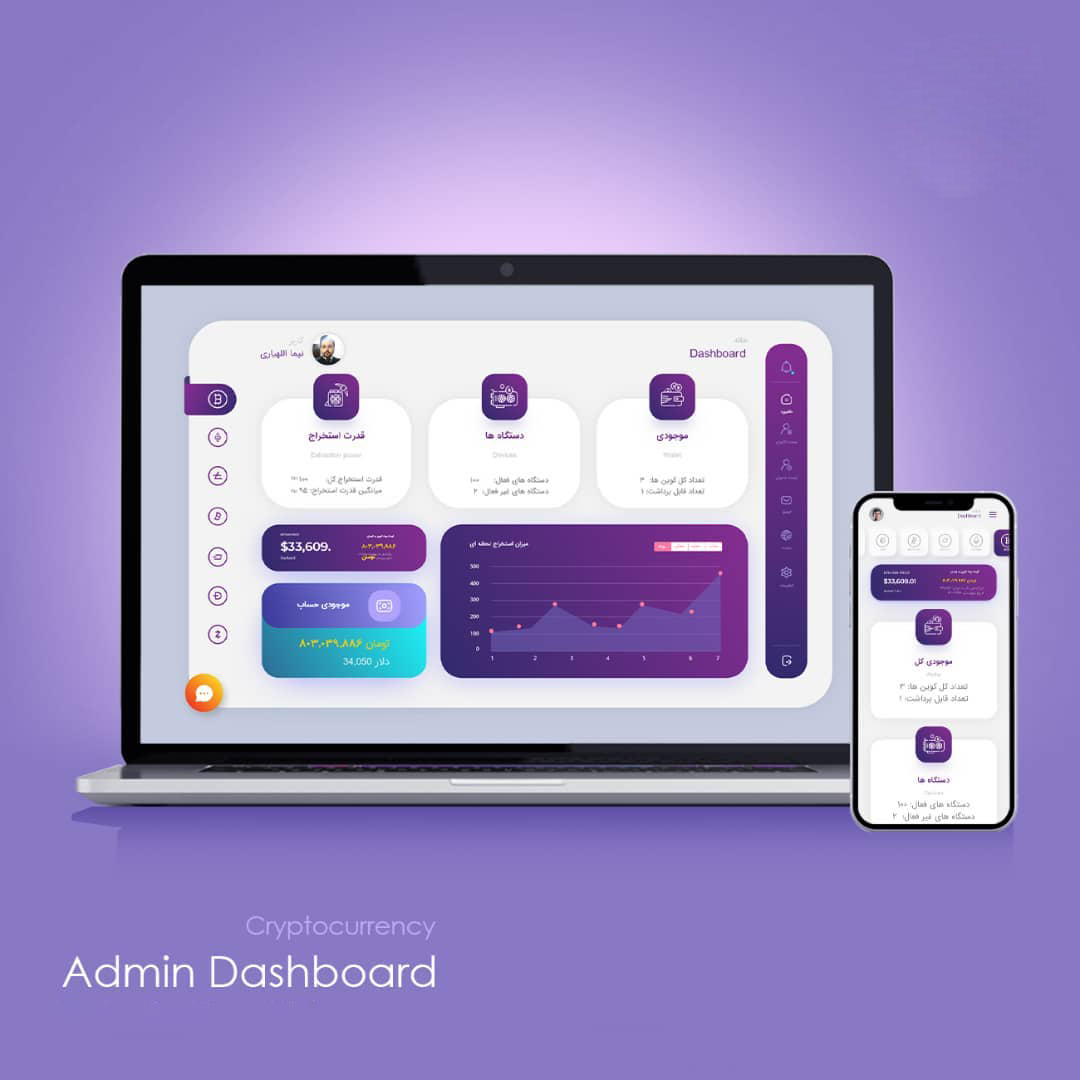 خانه
Dashboard
کاربر
نیما اللهیاری
موجودی
Wallet
تعداد کل کوین ها: ۳
تعداد قابل برداشت: ۱
دستگاه ها
Devices
دستگاه های فعال: ۱۰۰
دستگاه های غیر فعال: ۲
قدرت استخراج
Extraction power
قدرت استخراج کل: ۱۰۰
میانگین قدرت استخراج: ۹۵
$33,609.
۸۰۳,۰۳۹,۸۸۶
تومان
موجودی حساب
۸۰۳,۰۳۹,۸۸۶ تومان
34,050 دلار
میزان استخراج لحظه ای
500
400
300
200
100
0
1 2 3 4 5 6 7
Dashboard
$33,609.01
موجودی کل
Wallet
تعداد کل کوین ها: ۳
تعداد قابل برداشت: ۱
دستگاه ها
Devices
دستگاه های فعال: ۱۰۰
دستگاه های غیر فعال: ۲
Cryptocurrency
Admin Dashboard